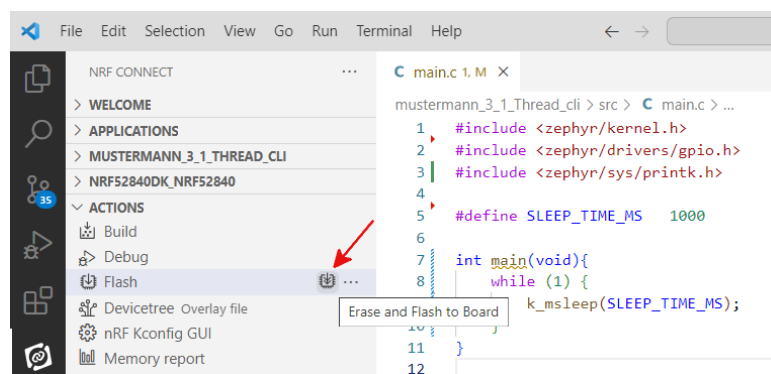 File Edit Selection View Go Run Terminal Help
NRF CONNECT
WELCOME
APPLICATIONS
MUSTERMANN_3_1_THREAD_CLI
NRF52840DK_NRF52840
ACTIONS
Build
Debug
Flash
Devicetree Overlay file
nRF Kconfig GUI
Memory report
35
Erase and Flash to Board
C main.c 1, M
mustermann_3_1_Thread_cli > src > C main.c > ...
1 #include <zephyr/kernel.h>
2 #include <zephyr/drivers/gpio.h>
3 #include <zephyr/sys/printk.h>
4
5 #define SLEEP_TIME_MS 1000
6
7 int main(void){
8 while (1) {
k_msleep(SLEEP_TIME_MS);
10 }
11 }
12